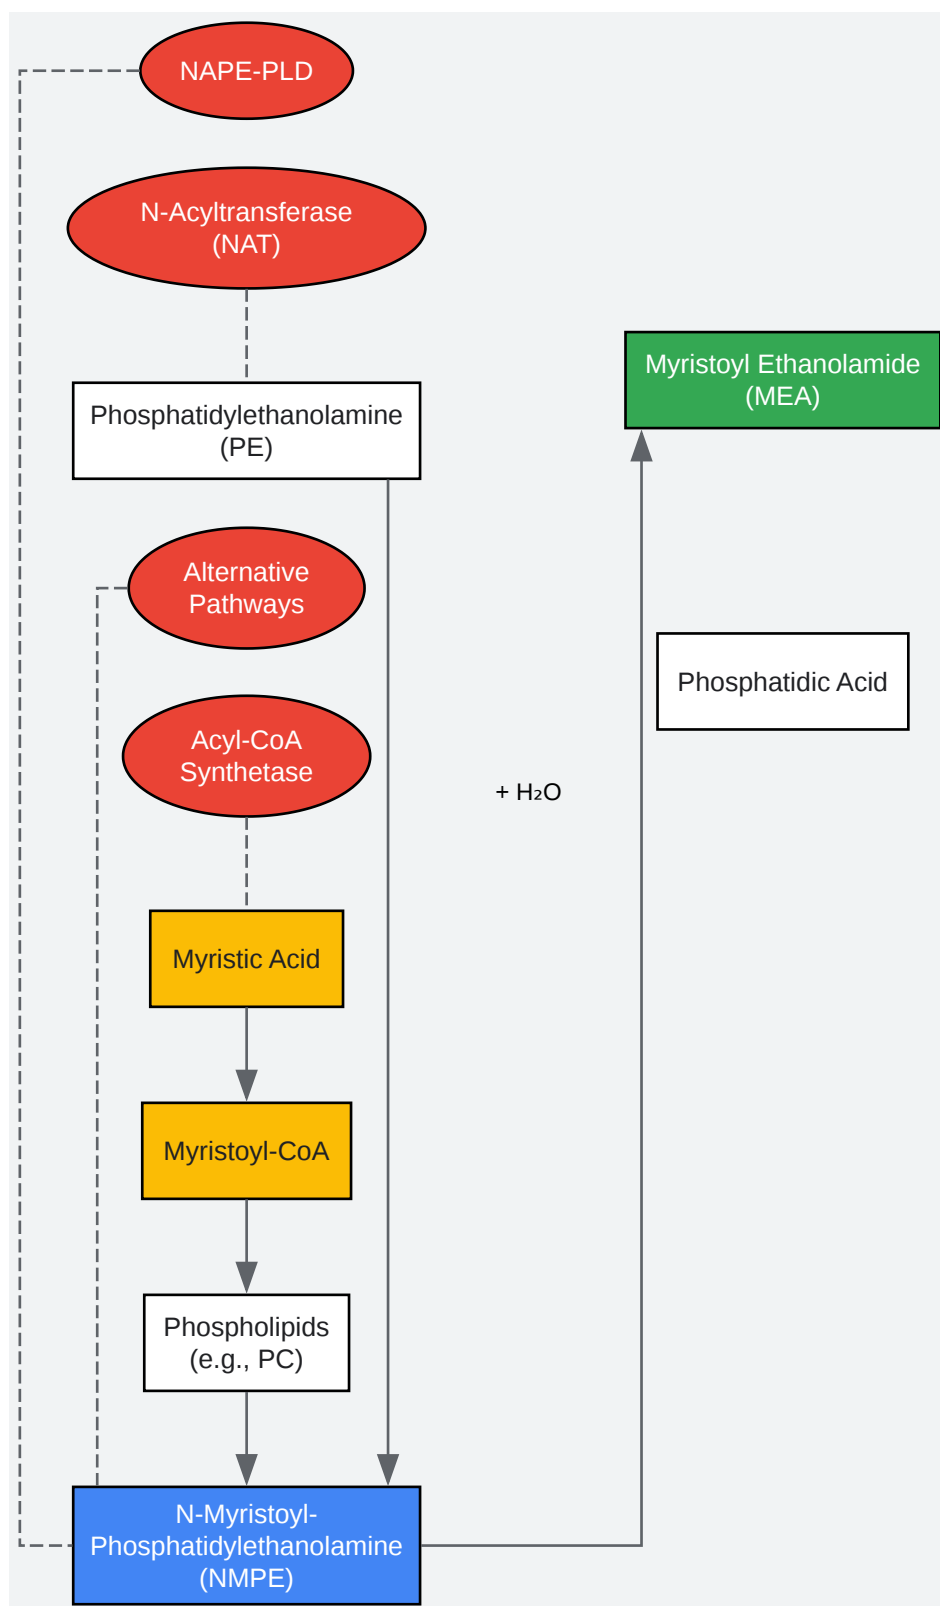 NAPE-PLD
N-Acyltransferase
(NAT)
Phosphatidylethanolamine
(PE)
Myristoyl Ethanolamide
(MEA)
Alternative
Pathways
Phosphatidic Acid
Acyl-CoA
Synthetase
+ H₂O
Myristic Acid
Myristoyl-CoA
Phospholipids
(e.g., PC)
N-Myristoyl-
Phosphatidylethanolamine
(NMPE)